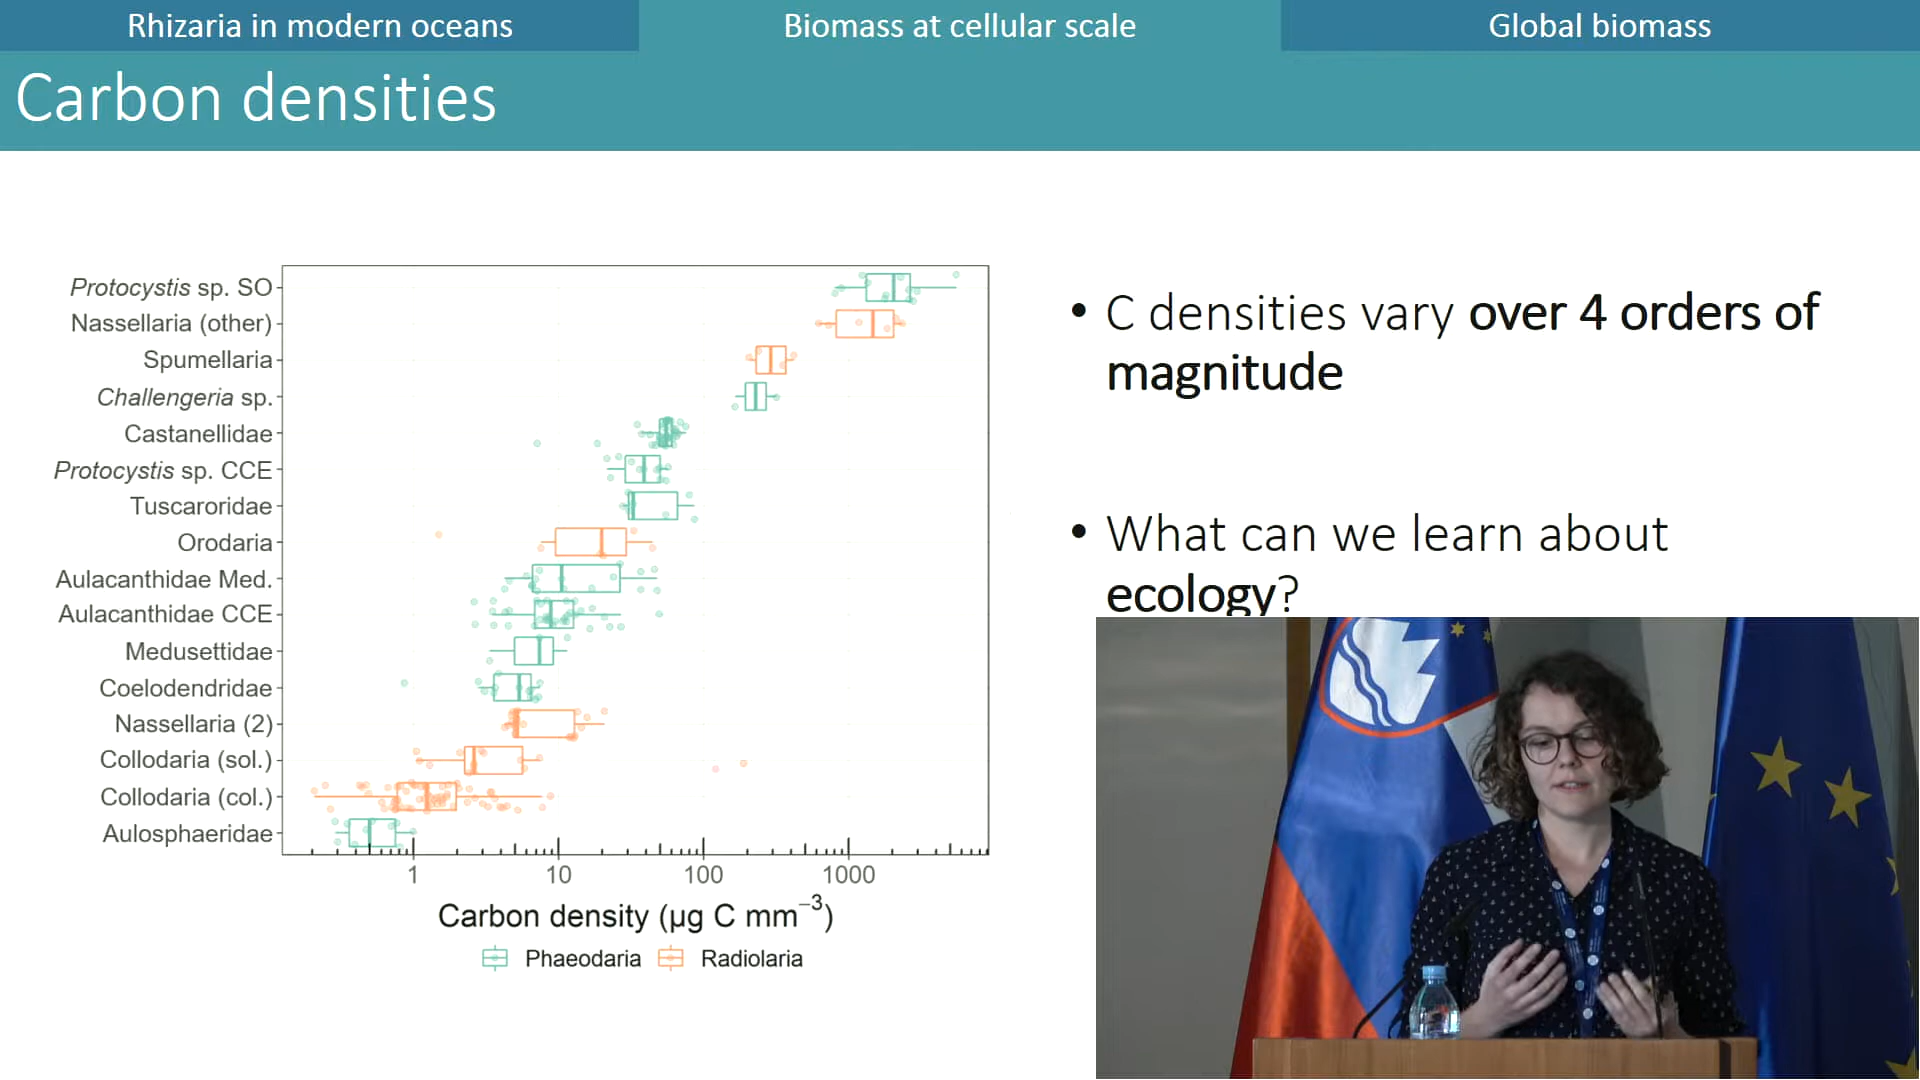 Rhizaria in modern oceans
Biomass at cellular scale
Global biomass
Carbon densities
Protocystis sp. SO
Nassellaria (other)
Spumellaria
Challengeria sp.
Castanellidae
Protocystis sp. CCE
Tuscaroridae
Orodaria
Aulacanthidae Med.
Aulacanthidae CCE
Medusettidae
Coelodendridae
Nassellaria (2)
Collodaria (sol.)
Collodaria (col.)
Aulosphaeridae
1 10 100 1000
Carbon density (µg C mm⁻³)
Phaeodaria Radiolaria
• C densities vary over 4 orders of
magnitude
• What can we learn about
ecology?